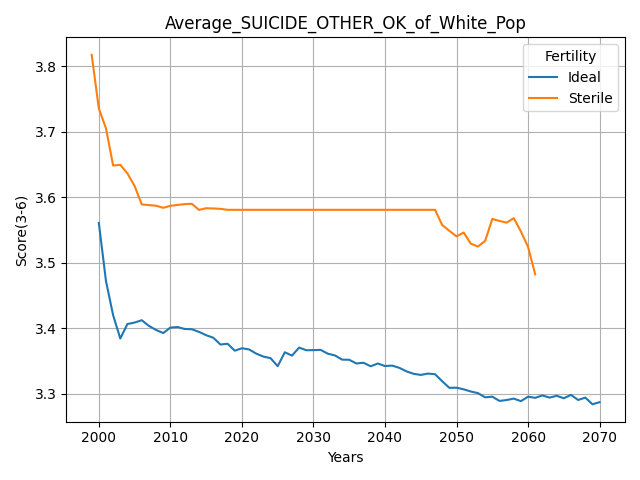 Average_SUICIDE_OTHER_OK_of_White_Pop
Fertility
Ideal
Sterile
3.8
3.7
3.6
3.5
3.4
3.3
Score(3-6)
2000 2010 2020 2030 2040 2050 2060 2070
Years